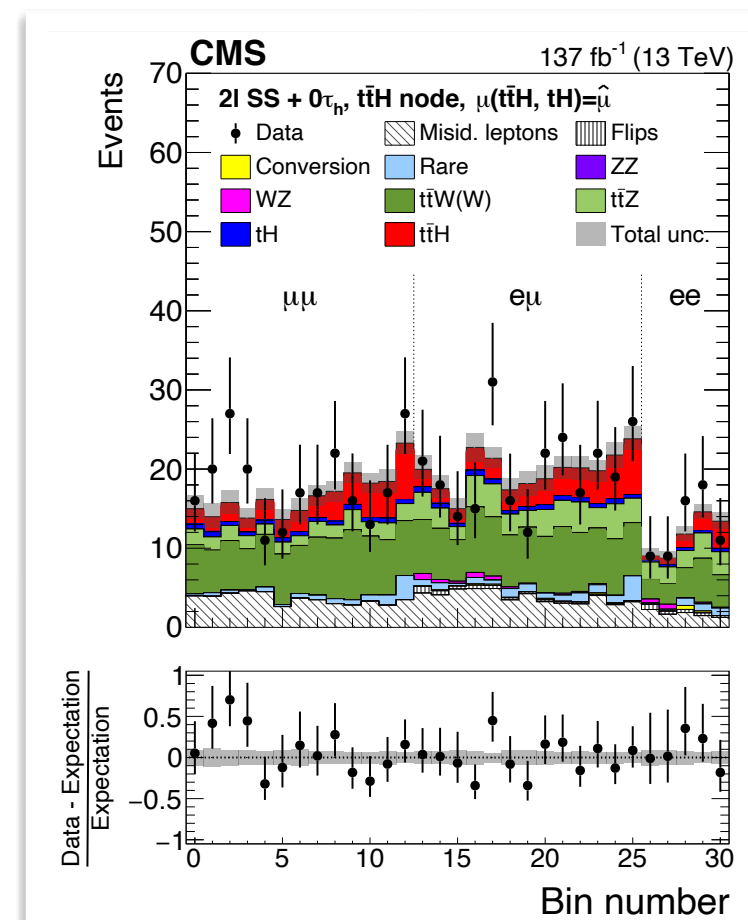 CMS 137 fb⁻¹ (13 TeV)
2l SS + 0τₕ, tt̄H node, μ(tt̄H, tH)=μ̂
Data Misid. leptons Flips
Conversion Rare ZZ
WZ tt̄W(W) tt̄Z
tH tt̄H Total unc.
μμ eμ ee
Events
70
60
50
40
30
20
10
0
Data - Expectation
Expectation
1
0.5
0
−0.5
−1
0 5 10 15 20 25 30
Bin number